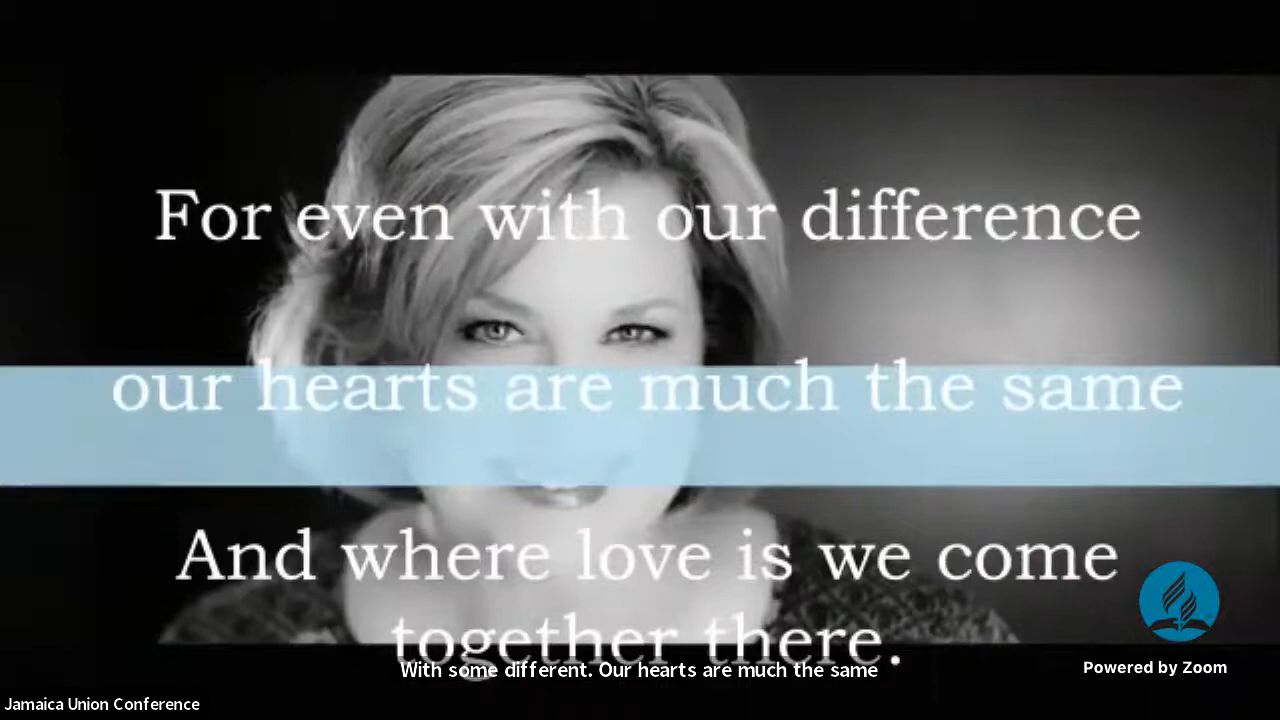 For even with our difference
our hearts are much the same
And where love is we come
together there.
With some different. Our hearts are much the same
Powered by Zoom
Jamaica Union Conference